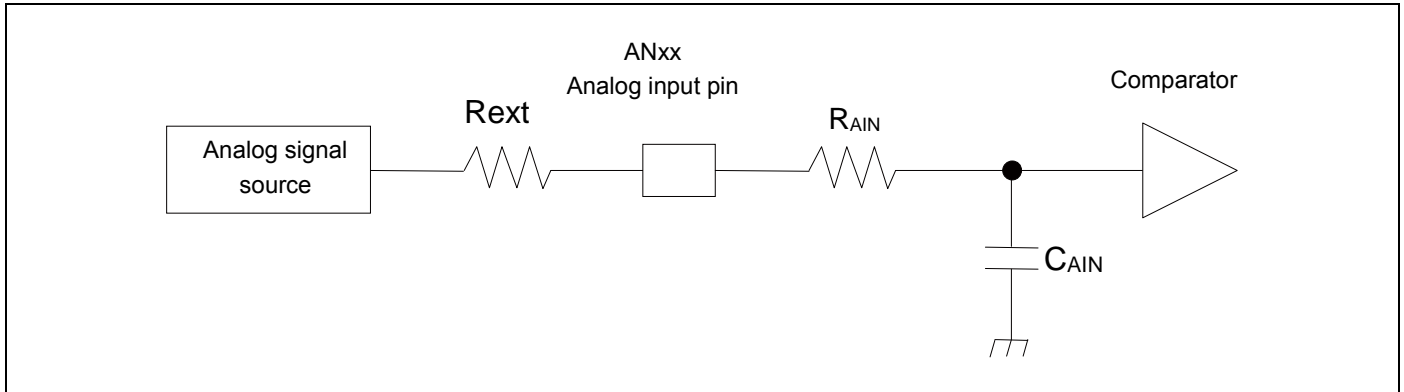 ANxx
Analog input pin
Comparator
Rext
RAIN
Analog signal
source
CAIN